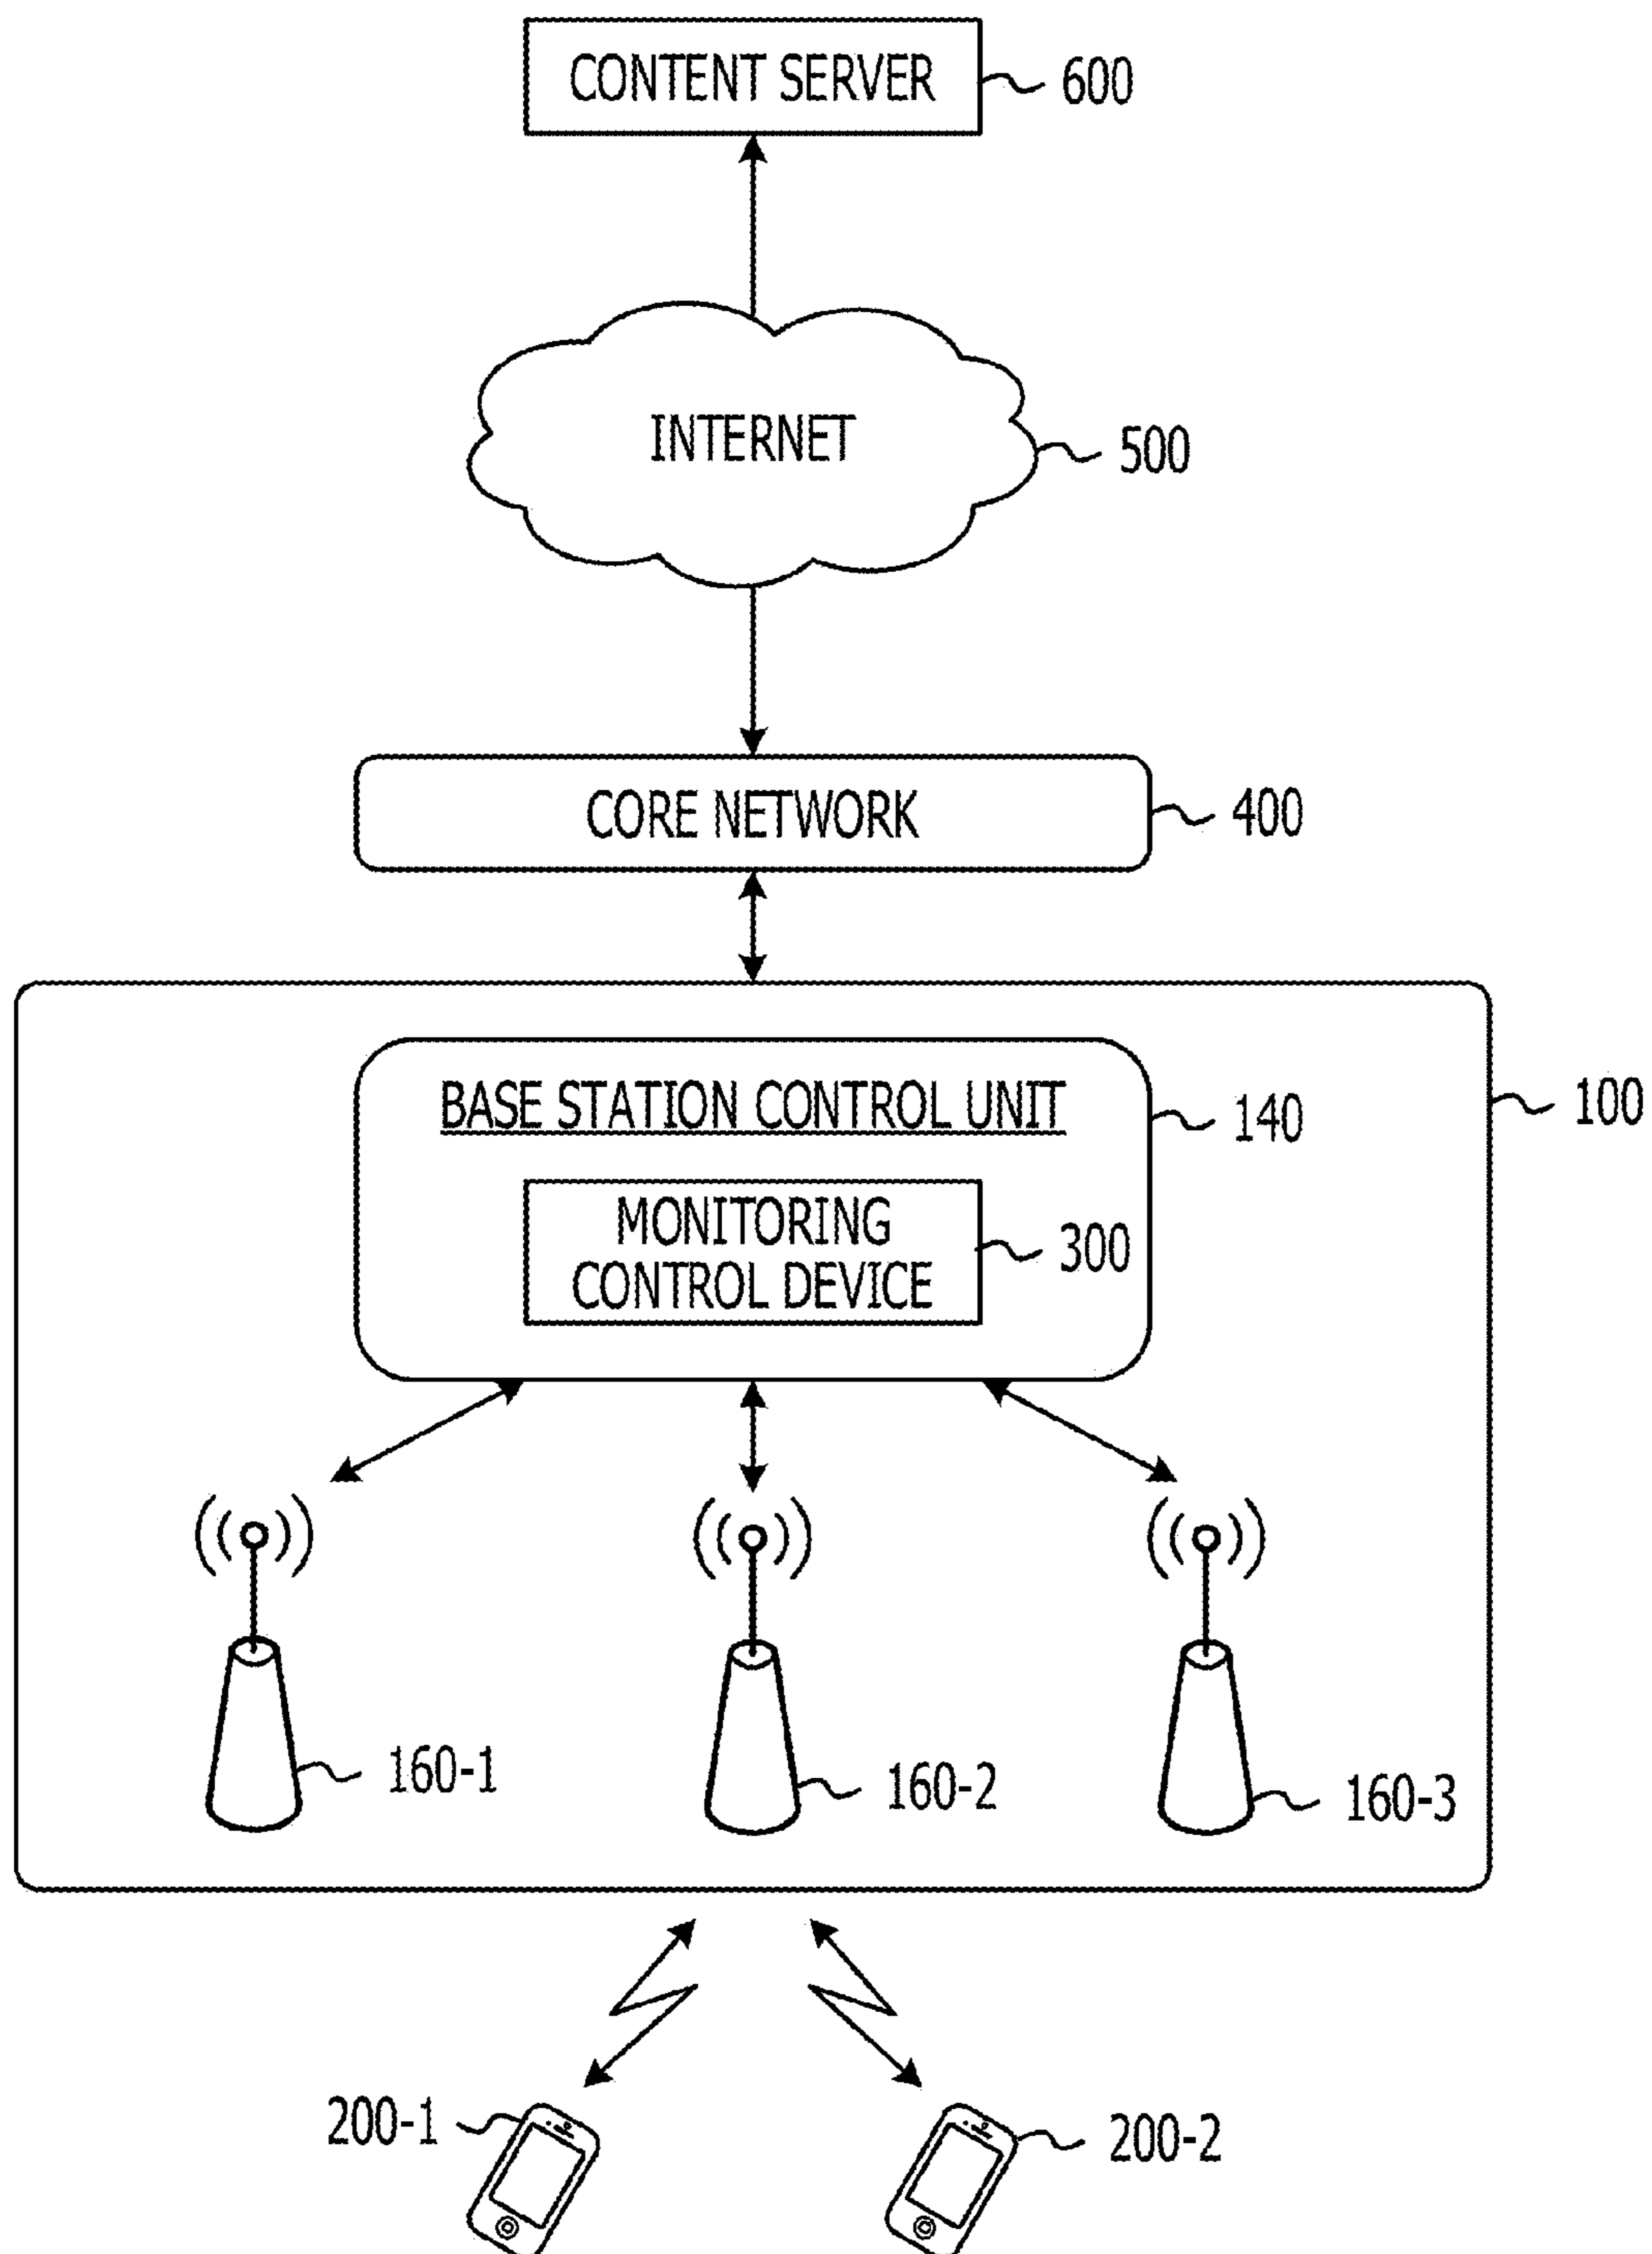 CONTENT SERVER
600
INTERNET
500
CORE NETWORK
400
100
BASE STATION CONTROL UNIT
140
MONITORING
CONTROL DEVICE
300
160-1
160-2
160-3
200-1
200-2